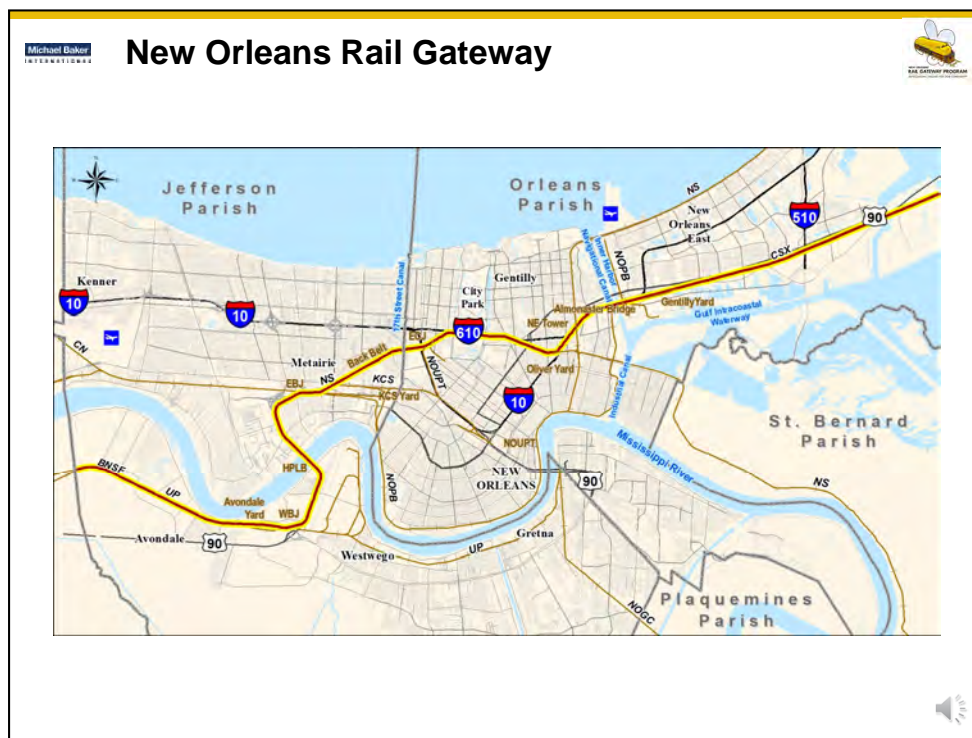 Michael Baker
INTERNATIONAL
New Orleans Rail Gateway
RAIL GATEWAY PROGRAM
Jefferson
Parish
Orleans
Parish
NS
New
Orleans
East
510
90
Kenner
10
10
17th Street Canal
City
Park
Gentilly
Inner Harbor
Navigational Canal
NOPB
CSX
Gentilly Yard
Almonaster Bridge
Gulf Intracoastal
Waterway
NE Tower
610
CN
Metairie
Back Belt
NOUPT
Oliver Yard
EBJ
NS
KCS
KCS Yard
10
Industrial Canal
St. Bernard
Parish
Mississippi River
NOUPT
NEW
ORLEANS
90
NS
BNSF
UP
HPLB
NOPB
Avondale
Yard
WBJ
Avondale
90
Westwego
UP
Gretna
NOGC
Plaquemines
Parish